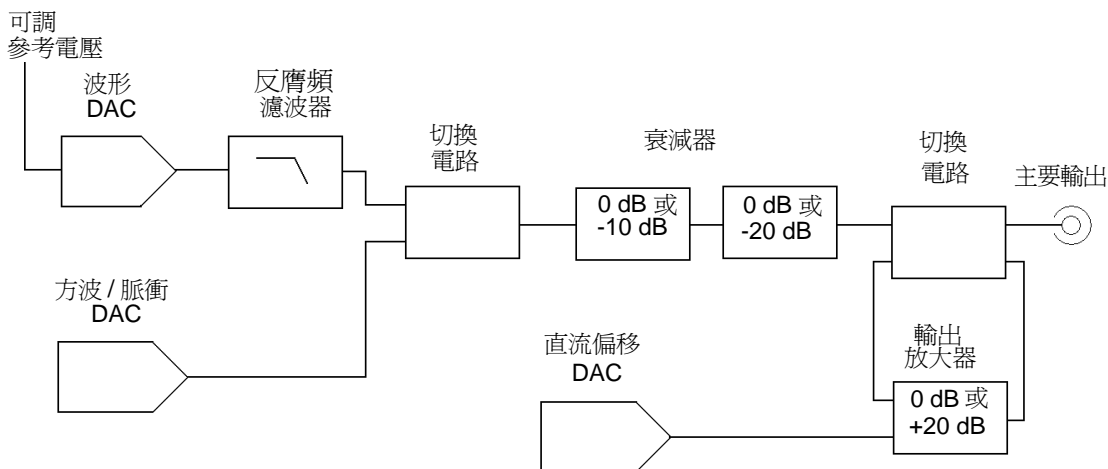 可調
參考電壓
波形
DAC
反膺頻
濾波器
切換
電路
衰減器
切換
電路
主要輸出
0 dB 或
-10 dB
0 dB 或
-20 dB
方波 / 脈衝
DAC
直流偏移
DAC
輸出
放大器
0 dB 或
+20 dB